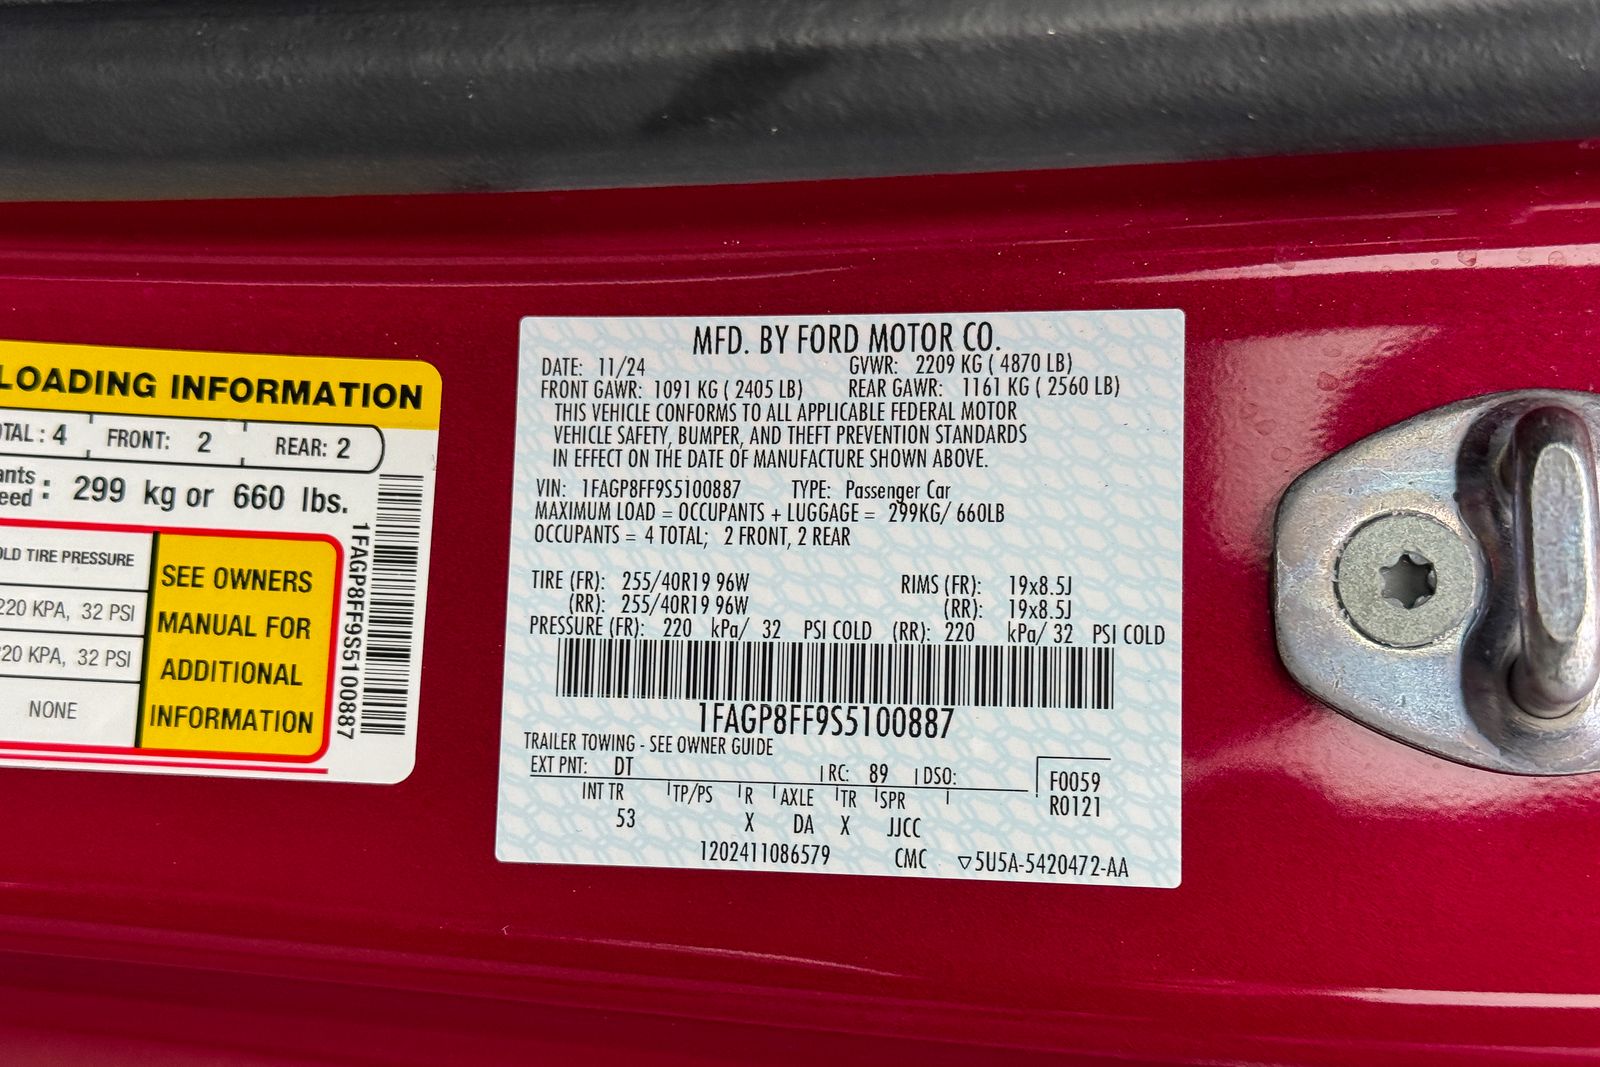 LOADING INFORMATION
TOTAL : 4 FRONT: 2 REAR: 2
299 kg or 660 lbs.
TIRE PRESSURE
220 KPA, 32 PSI
220 KPA, 32 PSI
NONE
SEE OWNERS
MANUAL FOR
ADDITIONAL
INFORMATION
1FAGP8FF9S5100887
MFD. BY FORD MOTOR CO.
DATE: 11/24 GVWR: 2209 KG ( 4870 LB)
FRONT GAWR: 1091 KG ( 2405 LB) REAR GAWR: 1161 KG ( 2560 LB)
THIS VEHICLE CONFORMS TO ALL APPLICABLE FEDERAL MOTOR
VEHICLE SAFETY, BUMPER, AND THEFT PREVENTION STANDARDS
IN EFFECT ON THE DATE OF MANUFACTURE SHOWN ABOVE.
VIN: 1FAGP8FF9S5100887 TYPE: Passenger Car
MAXIMUM LOAD = OCCUPANTS + LUGGAGE = 299KG/ 660LB
OCCUPANTS = 4 TOTAL; 2 FRONT, 2 REAR
TIRE (FR): 255/40R19 96W RIMS (FR): 19x8.5J
(RR): 255/40R19 96W (RR): 19x8.5J
PRESSURE (FR): 220 kPa/ 32 PSI COLD (RR): 220 kPa/ 32 PSI COLD
1FAGP8FF9S5100887
TRAILER TOWING - SEE OWNER GUIDE
EXT PNT: DT RC: 89 DSO: F0059
R0121
INT TR TP/PS R AXLE TR SPR
53 X DA X JJCC
1202411086579 CMC ▽5U5A-5420472-AA